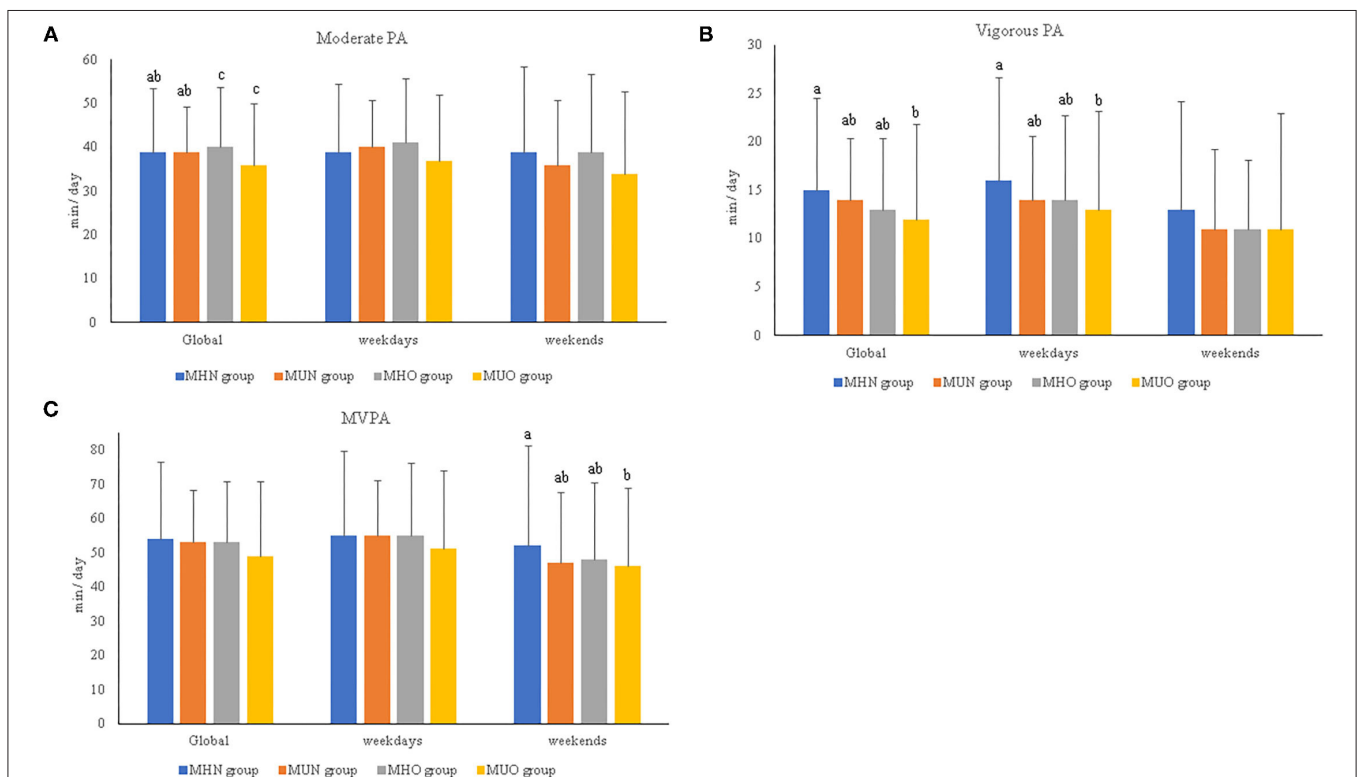 A
Moderate PA
60
50
40
30
20
10
0
min/ day
ab
ab
c
c
Global
weekdays
weekends
MHN group
MUN group
MHO group
MUO group
B
Vigorous PA
30
25
20
15
10
5
0
min/ day
a
ab
ab
b
a
ab
ab
b
Global
weekdays
weekends
MHN group
MUN group
MHO group
MUO group
C
MVPA
80
70
60
50
40
30
20
10
0
min/ day
a
ab
ab
b
Global
weekdays
weekends
MHN group
MUN group
MHO group
MUO group